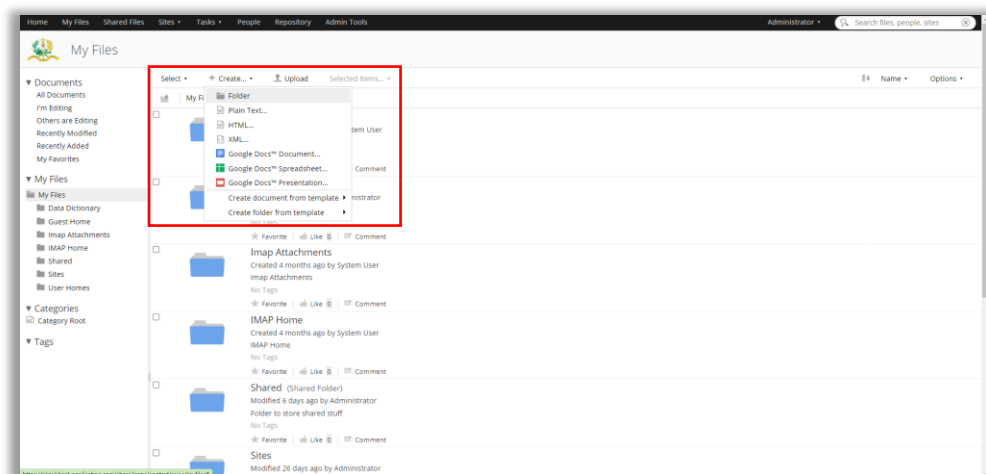 Home My Files Shared Files Sites Tasks People Repository Admin Tools Administrator Search files, people, sites
My Files
Documents
All Documents
I'm Editing
Others are Editing
Recently Modified
Recently Added
My Favorites
My Files
My Files
Data Dictionary
Guest Home
Imap Attachments
IMAP Home
Shared
Sites
User Homes
Categories
Category Root
Tags
Select + Create... Upload Selected Items... Name Options
My Fi
Folder
Plain Text...
HTML...
XML...
Google Docs™ Document...
Google Docs™ Spreadsheet...
Google Docs™ Presentation...
Create document from template
Create folder from template
tem User
Comment
ministrator
No Tags
Favorite Like 0 Comment
Imap Attachments
Created 4 months ago by System User
Imap Attachments
No Tags
Favorite Like 0 Comment
IMAP Home
Created 4 months ago by System User
IMAP Home
No Tags
Favorite Like 0 Comment
Shared (Shared Folder)
Modified 6 days ago by Administrator
Folder to store shared stuff
No Tags
Favorite Like 0 Comment
Sites
Modified 26 days ago by Administrator